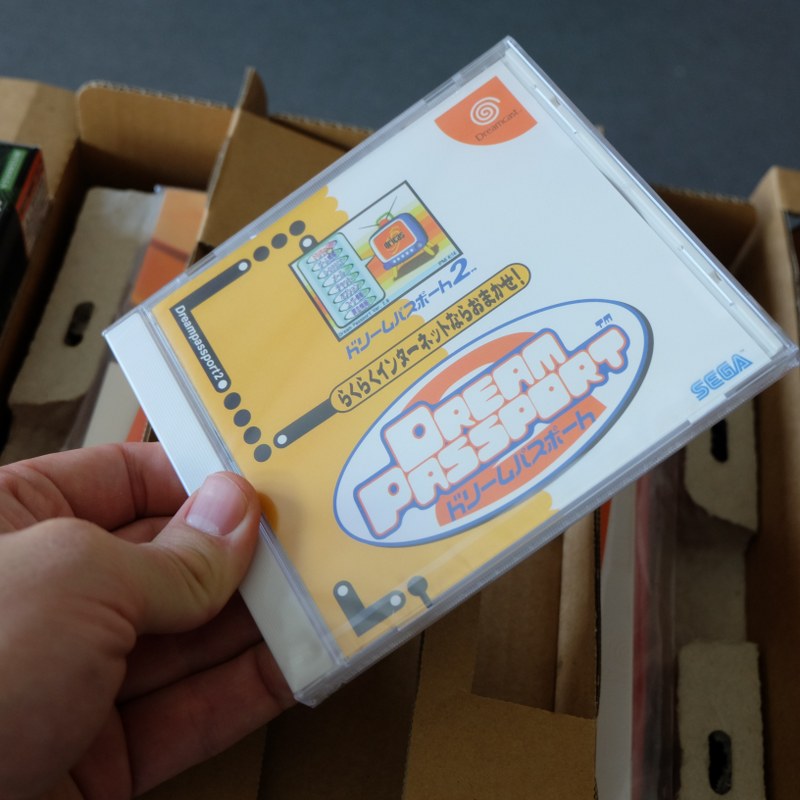 Dreamcast
ドリームパスポート2
Dreampassport2
らくらくインターネットならおまかせ!
DREAM
PASSPORT
TM
ドリームパスポート
SEGA